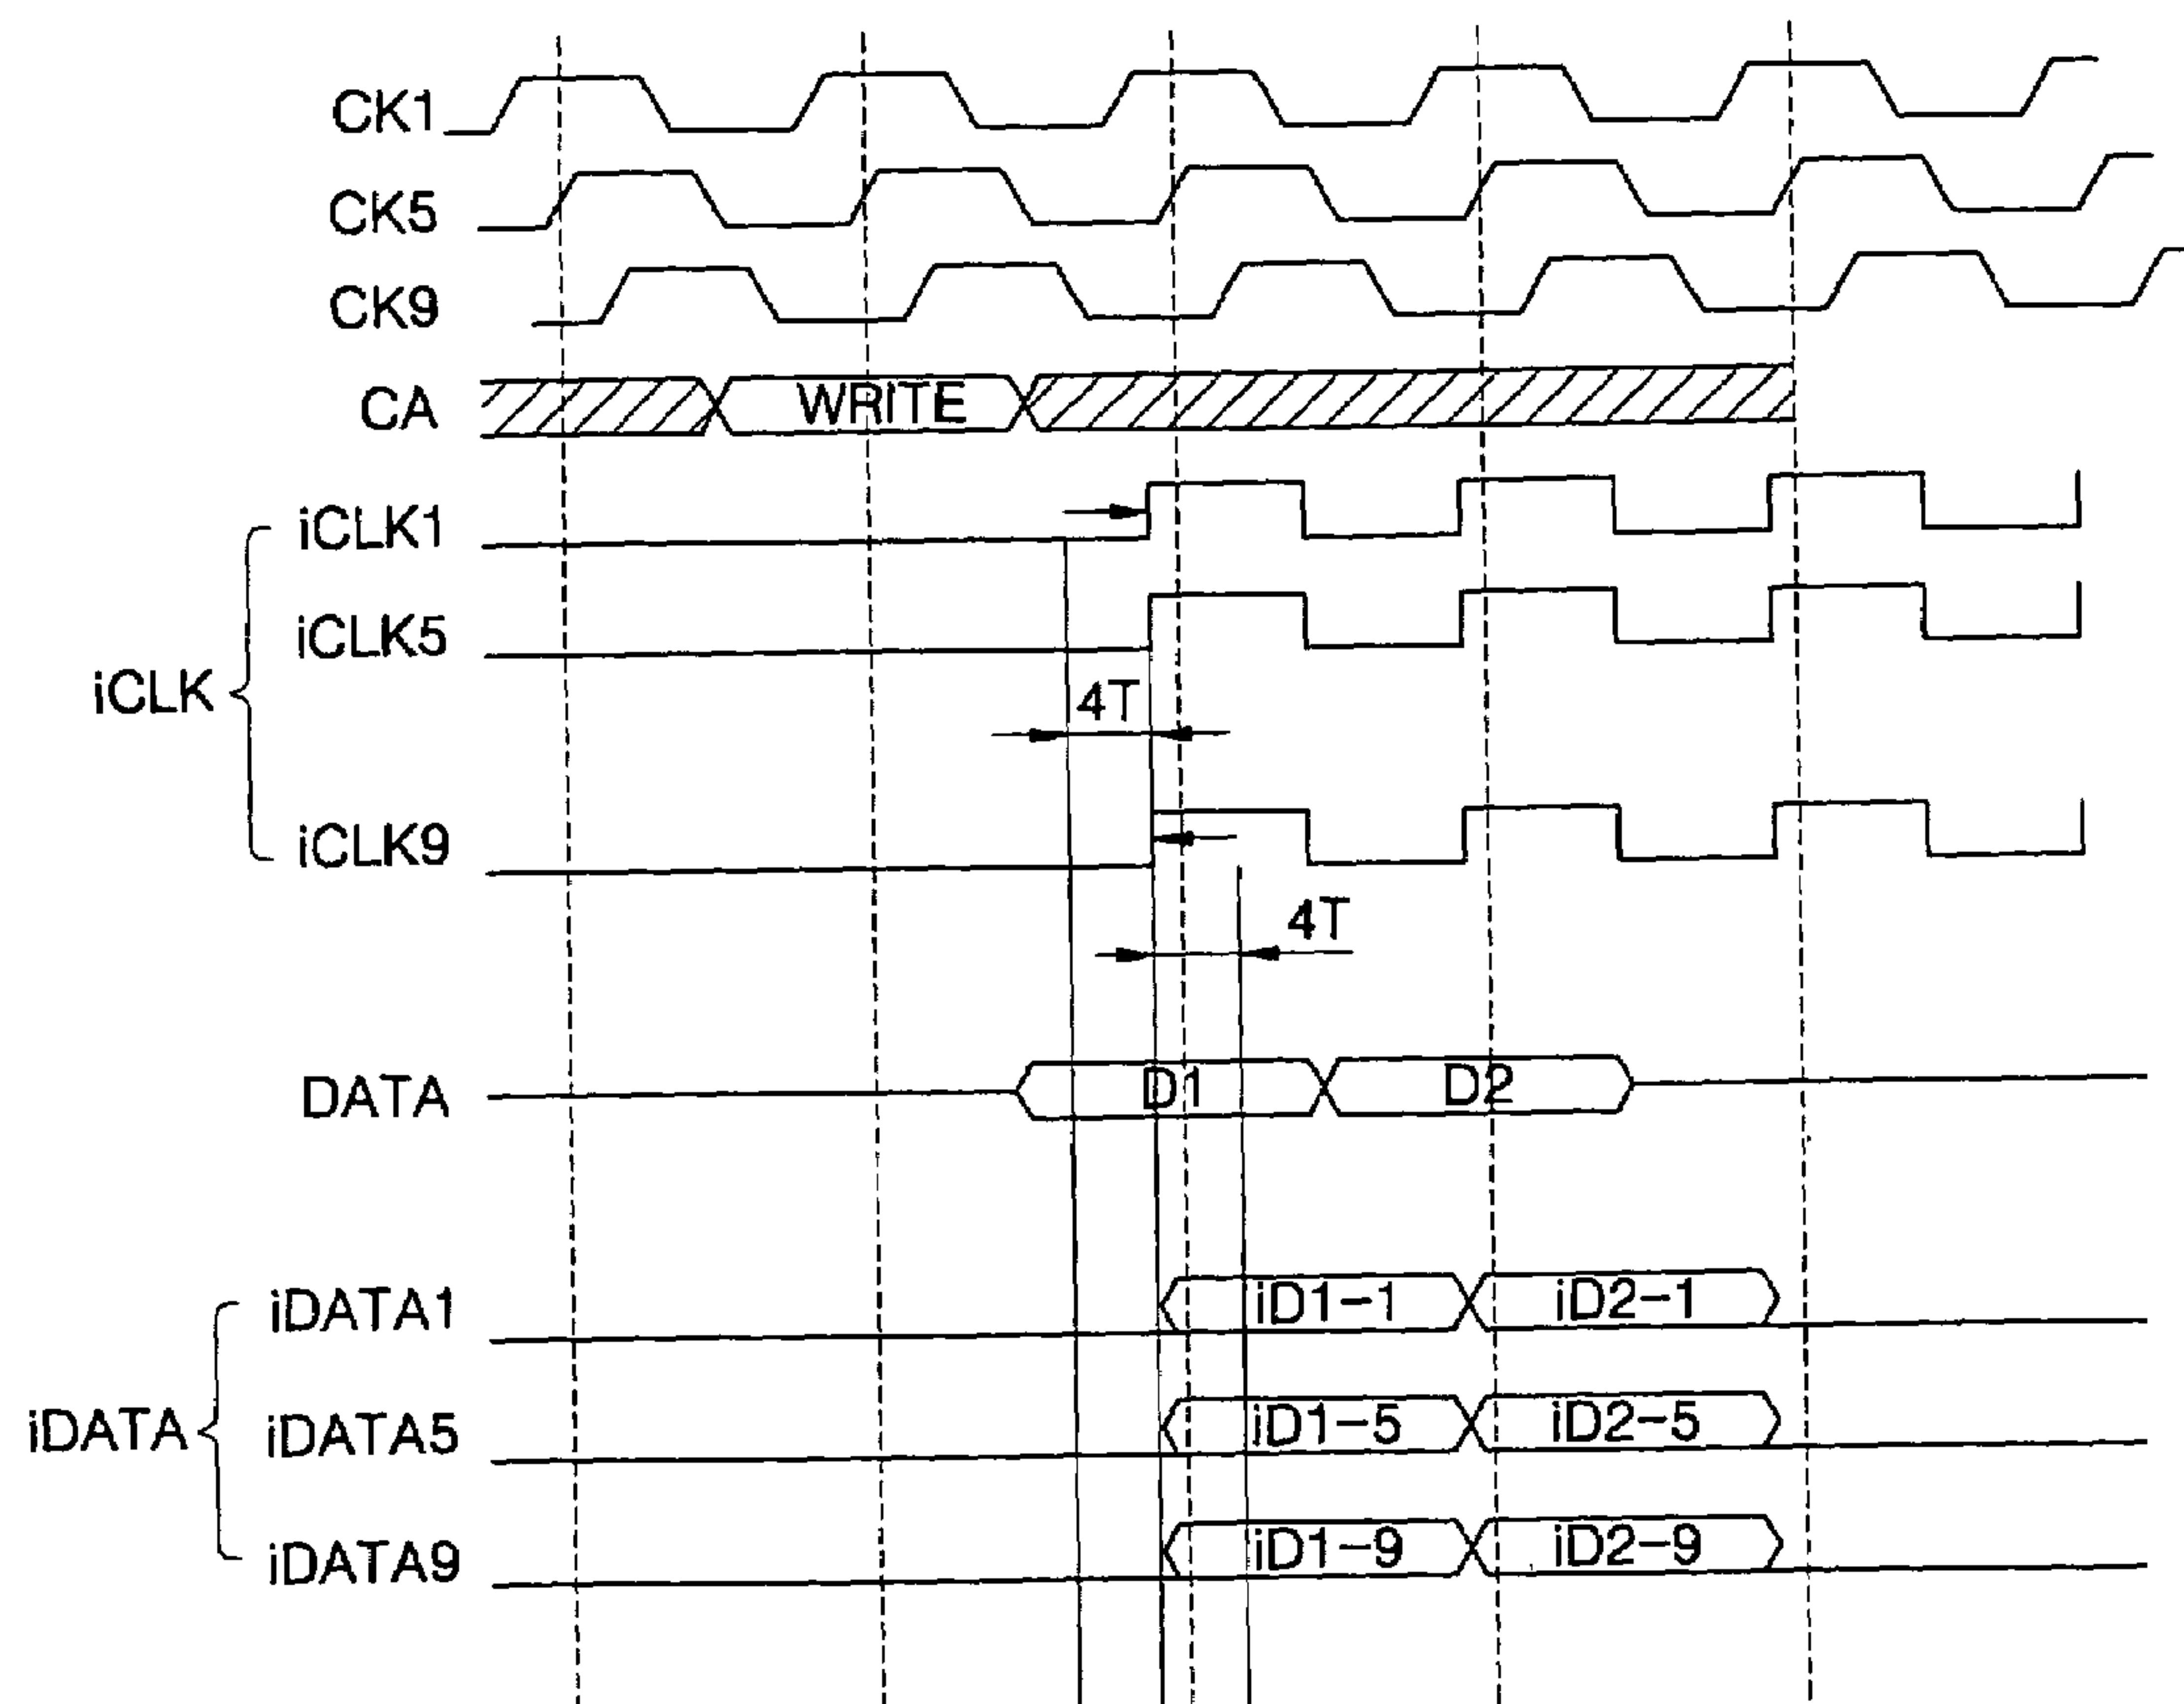 CK1
CK5
CK9
CA WRITE
iCLK1
iCLK5
iCLK
4T
iCLK9
4T
DATA D1 D2
iDATA1 iD1-1 iD2-1
iDATA iDATA5 iD1-5 iD2-5
iDATA9 iD1-9 iD2-9